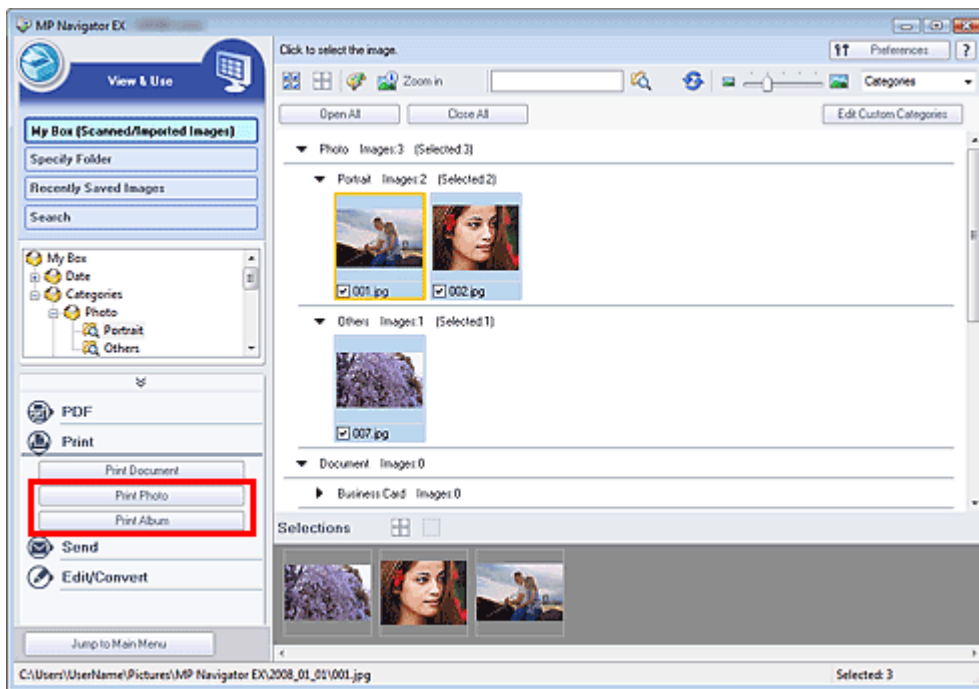 MP Navigator EX
View & Use
My Box (Scanned/Imported Images)
Specify Folder
Recently Saved Images
Search
My Box
Date
Categories
Photo
Portrait
Others
PDF
Print
Print Document
Print Photo
Print Album
Send
Edit/Convert
Jump to Main Menu
Click to select the image.
Preferences
?
Zoom in
Categories
Open All
Close All
Edit Custom Categories
Photo Images:3 (Selected:3)
Portrait Images:2 (Selected:2)
001.jpg
002.jpg
Others Images:1 (Selected:1)
007.jpg
Document Images:0
Business Card Images:0
Selections
C:\Users\UserName\Pictures\MP Navigator EX\2008_01_01\001.jpg
Selected: 3